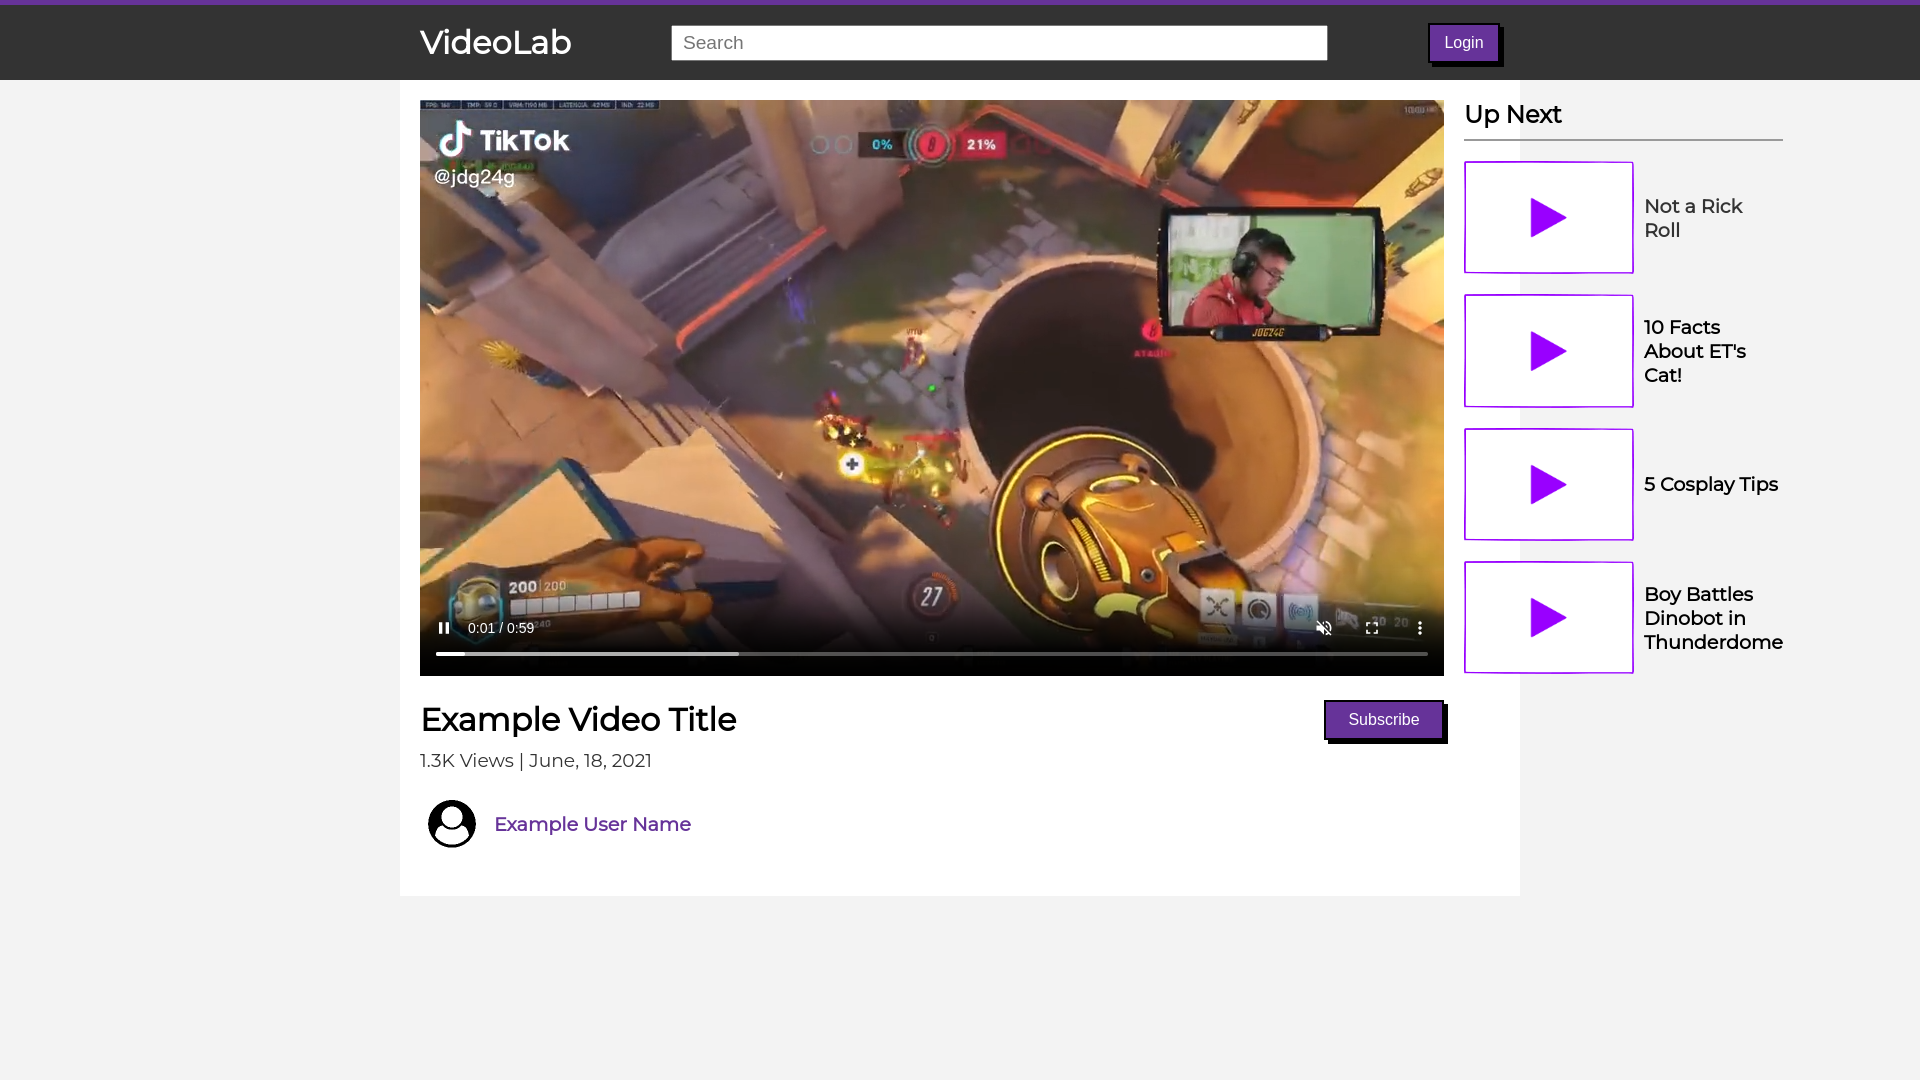 VideoLab
Search
Login
TikTok
@jdg24g
0%
21%
JDG24G
200 | 200
27
0:01 / 0:59
Example Video Title
Subscribe
1.3K Views | June, 18, 2021
Example User Name
Up Next
Not a Rick
Roll
10 Facts
About ET's
Cat!
5 Cosplay Tips
Boy Battles
Dinobot in
Thunderdome